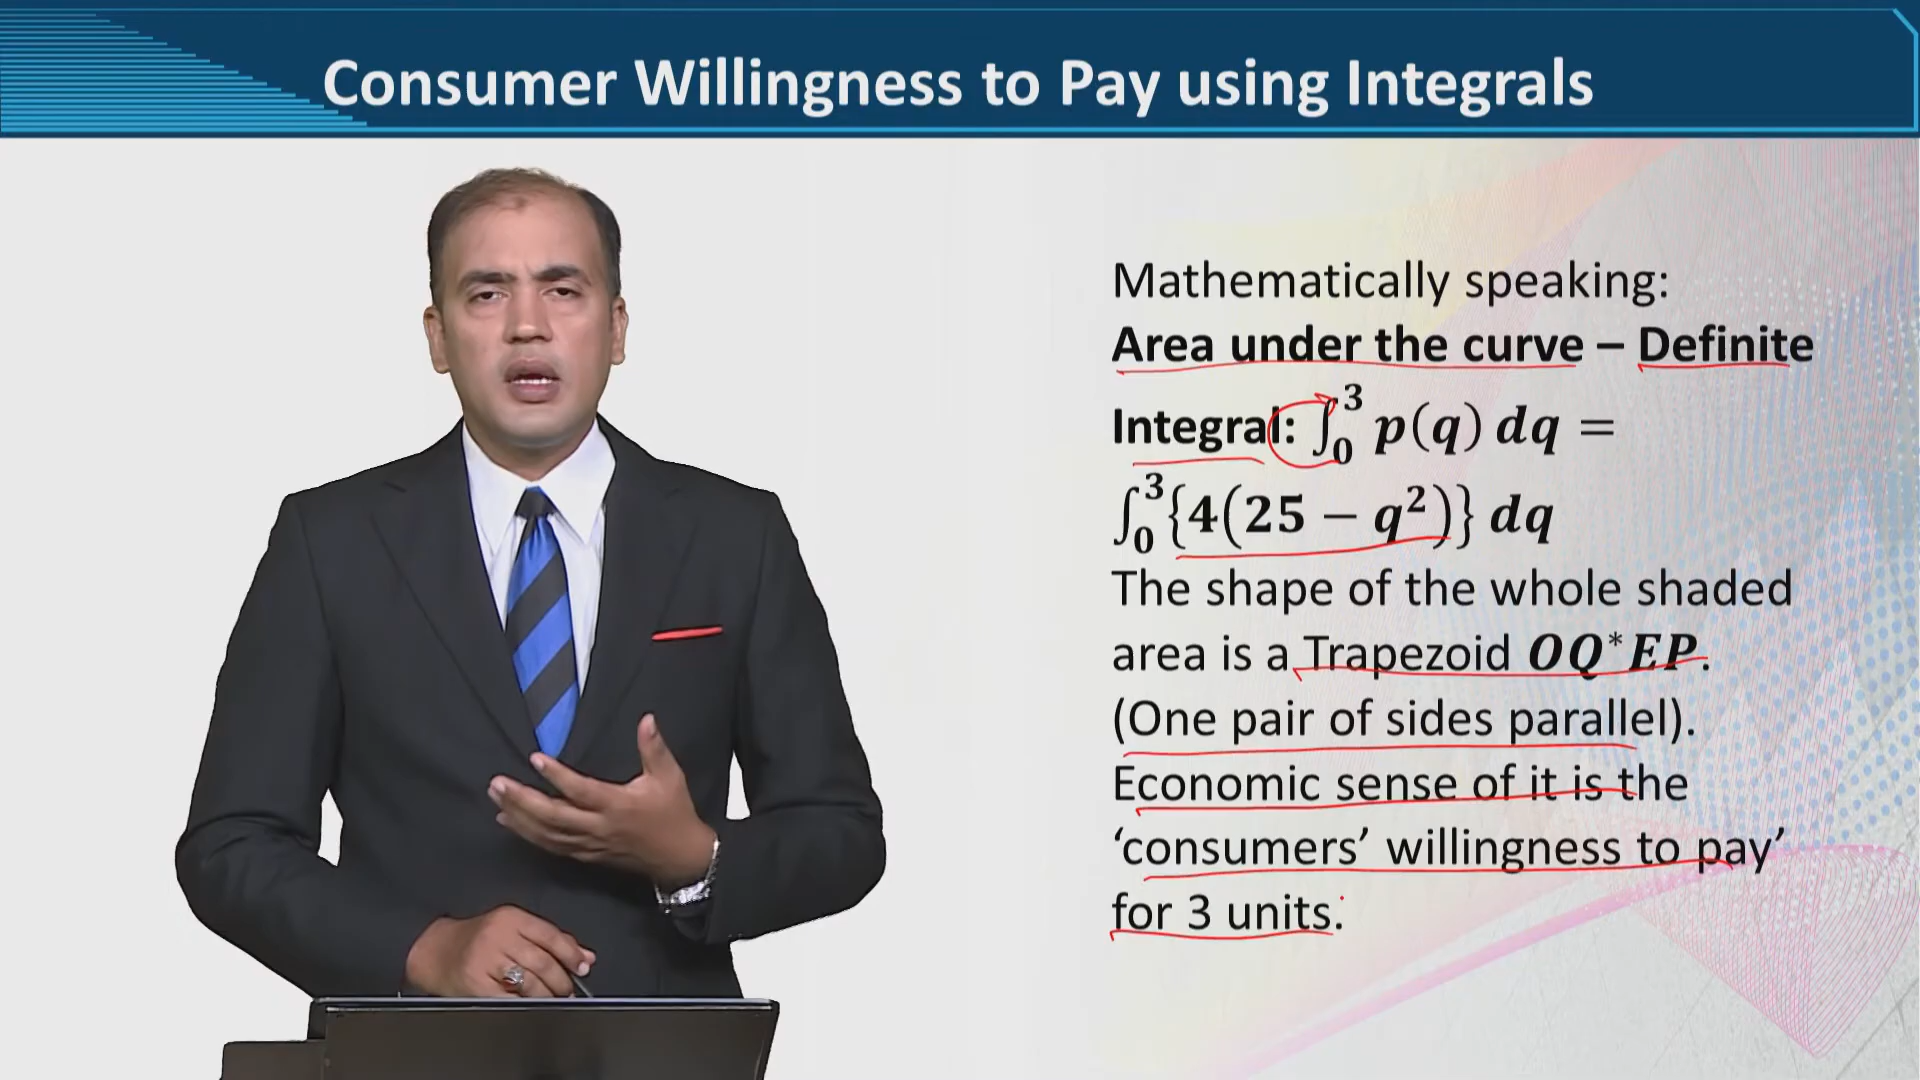 Consumer Willingness to Pay using Integrals
Mathematically speaking:
Area under the curve – Definite
Integral: ∫₀³ p(q) dq =
∫₀³{4(25 − q²)} dq
The shape of the whole shaded
area is a Trapezoid OQ*EP.
(One pair of sides parallel).
Economic sense of it is the
‘consumers’ willingness to pay’
for 3 units.